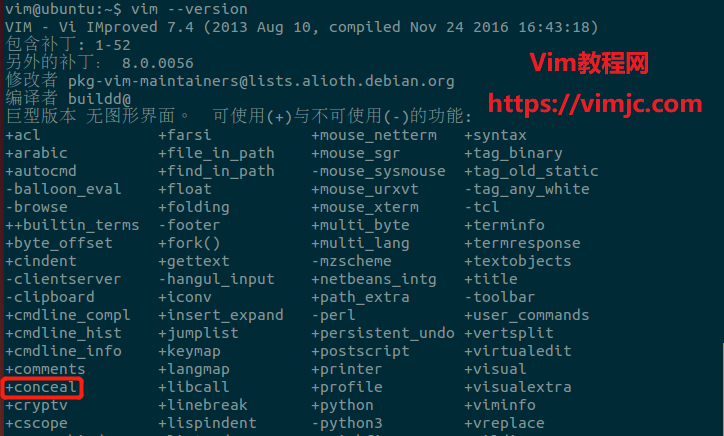 vim@ubuntu:~$ vim --version
VIM - Vi IMproved 7.4 (2013 Aug 10, compiled Nov 24 2016 16:43:18)
包含补丁: 1-52
另外的补丁： 8.0.0056
修改者 pkg-vim-maintainers@lists.alioth.debian.org
编译者 buildd@
Vim教程网
https://vimjc.com
巨型版本 无图形界面。 可使用(+)与不可使用(-)的功能:
+acl +farsi +mouse_netterm +syntax
+arabic +file_in_path +mouse_sgr +tag_binary
+autocmd +find_in_path -mouse_sysmouse +tag_old_static
-balloon_eval +float +mouse_urxvt -tag_any_white
-browse +folding +mouse_xterm -tcl
++builtin_terms -footer +multi_byte +terminfo
+byte_offset +fork() +multi_lang +termresponse
+cindent +gettext -mzscheme +textobjects
-clientserver -hangul_input +netbeans_intg +title
-clipboard +iconv +path_extra -toolbar
+cmdline_compl +insert_expand -perl +user_commands
+cmdline_hist +jumplist +persistent_undo +vertsplit
+cmdline_info +keymap +postscript +virtualedit
+comments +langmap +printer +visual
+conceal +libcall +profile +visualextra
+cryptv +linebreak +python +viminfo
+cscope +lispindent -python3 +vreplace